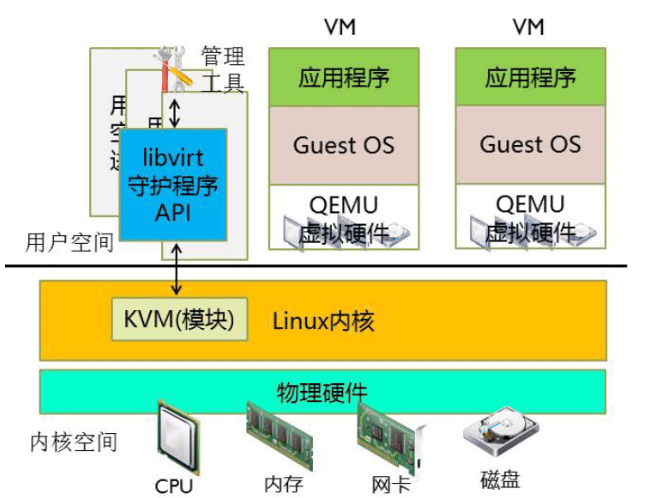 VM
VM
管理
工具
应用程序
应用程序
用
空
进
用
libvirt
守护程序
API
Guest OS
Guest OS
QEMU
虚拟硬件
QEMU
虚拟硬件
用户空间
KVM(模块)
Linux内核
物理硬件
内核空间
CPU
内存
网卡
磁盘